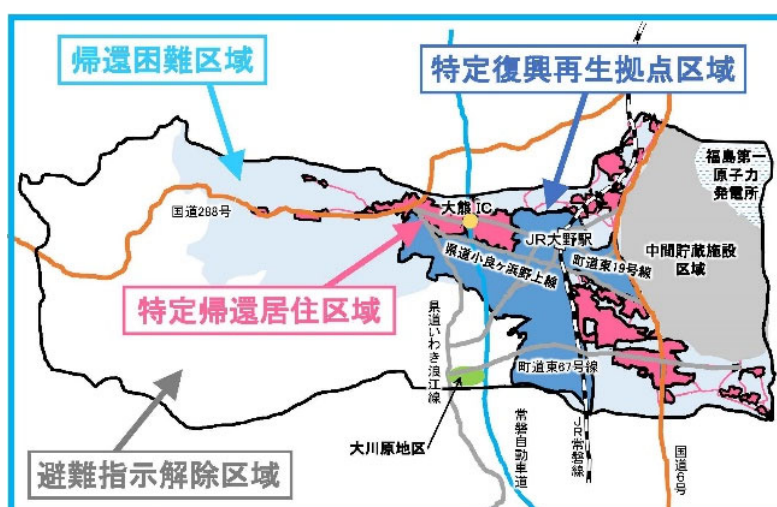 帰還困難区域
特定復興再生拠点区域
福島第一
原子力
発電所
国道288号
大熊IC
JR大野駅
中間貯蔵施設
区域
県道小良ヶ浜野上線
町道東19号線
特定帰還居住区域
県道いわき浪江線
町道東67号線
大川原地区
常磐自動車道
JR常磐線
国道6号
避難指示解除区域